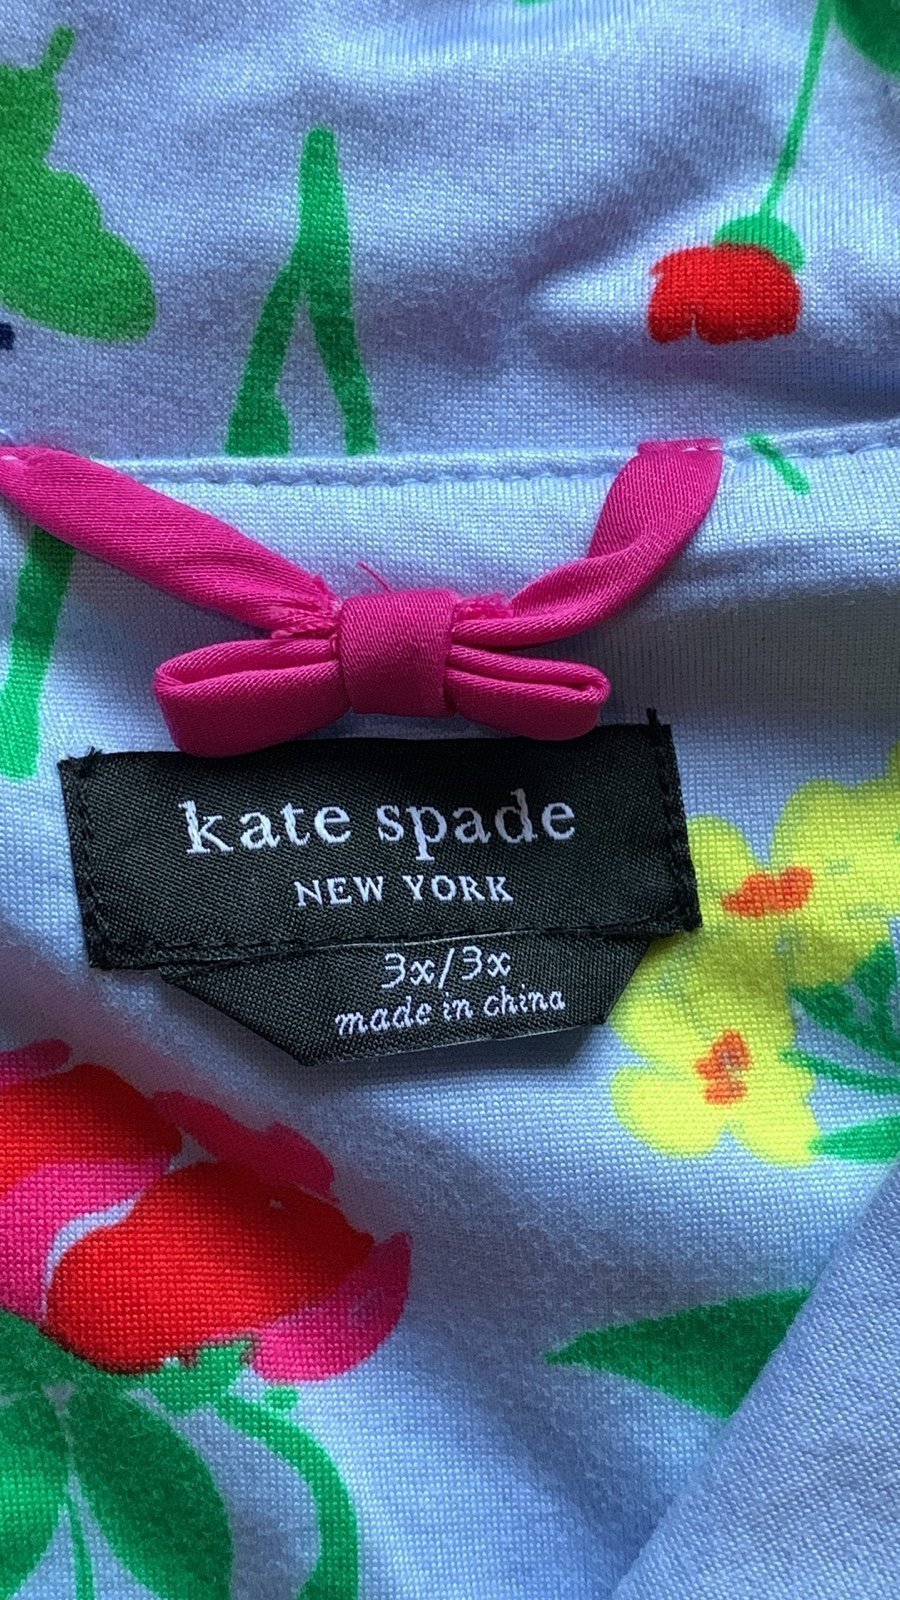 kate spade
NEW YORK
3x/3x
made in china